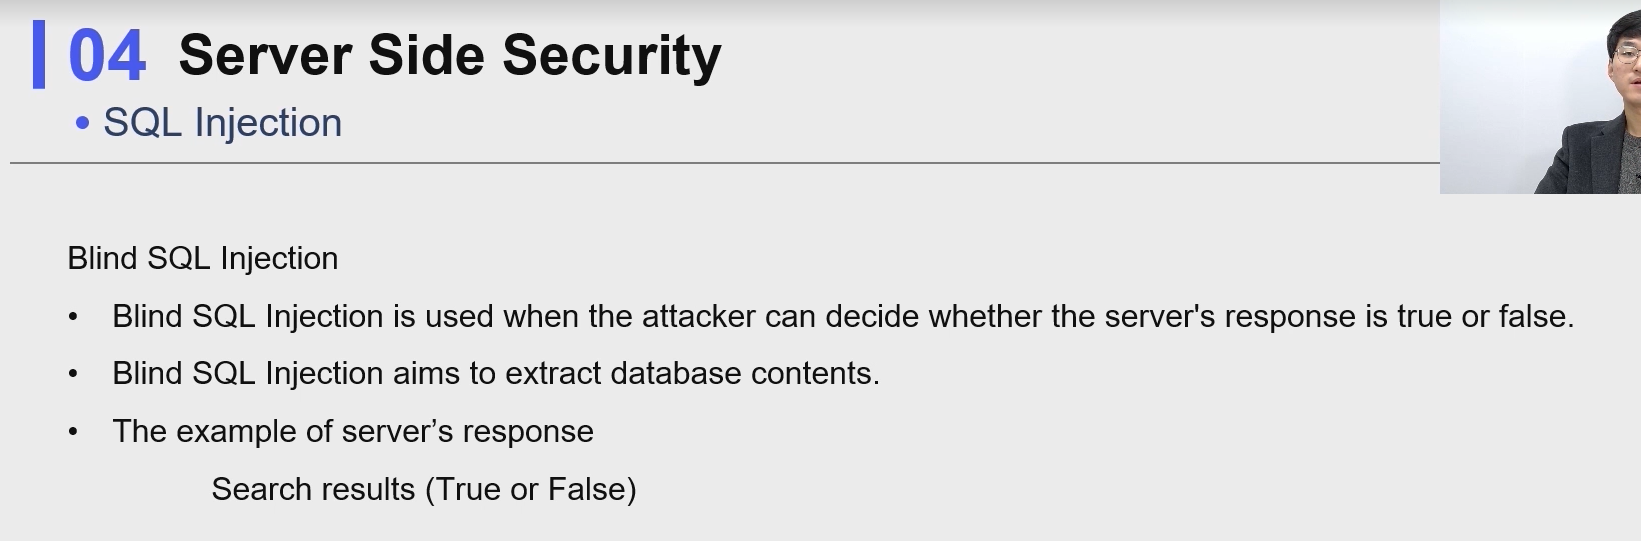 04 Server Side Security
• SQL Injection
Blind SQL Injection
• Blind SQL Injection is used when the attacker can decide whether the server's response is true or false.
• Blind SQL Injection aims to extract database contents.
• The example of server’s response
Search results (True or False)